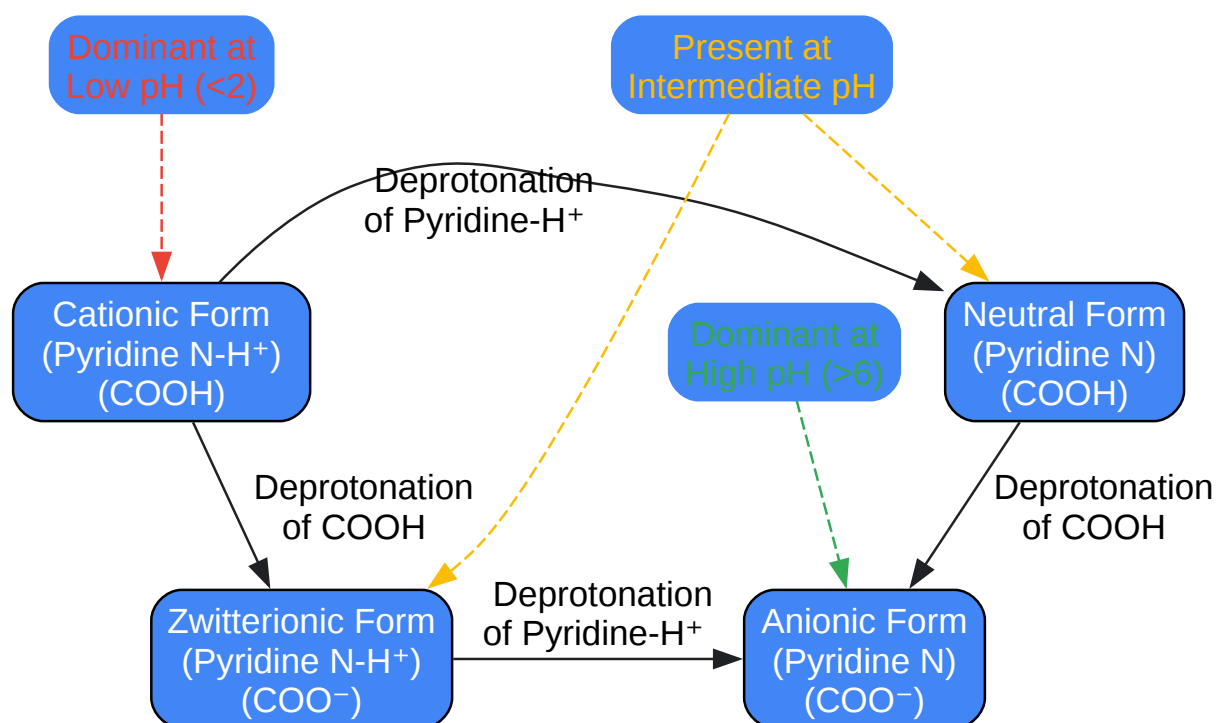 Dominant at
Low pH (<2)
Present at
Intermediate pH
Deprotonation
of Pyridine-H⁺
Cationic Form
(Pyridine N-H⁺)
(COOH)
Dominant at
High pH (>6)
Neutral Form
(Pyridine N)
(COOH)
Deprotonation
of COOH
Deprotonation
of COOH
Zwitterionic Form
(Pyridine N-H⁺)
(COO⁻)
Deprotonation
of Pyridine-H⁺
Anionic Form
(Pyridine N)
(COO⁻)